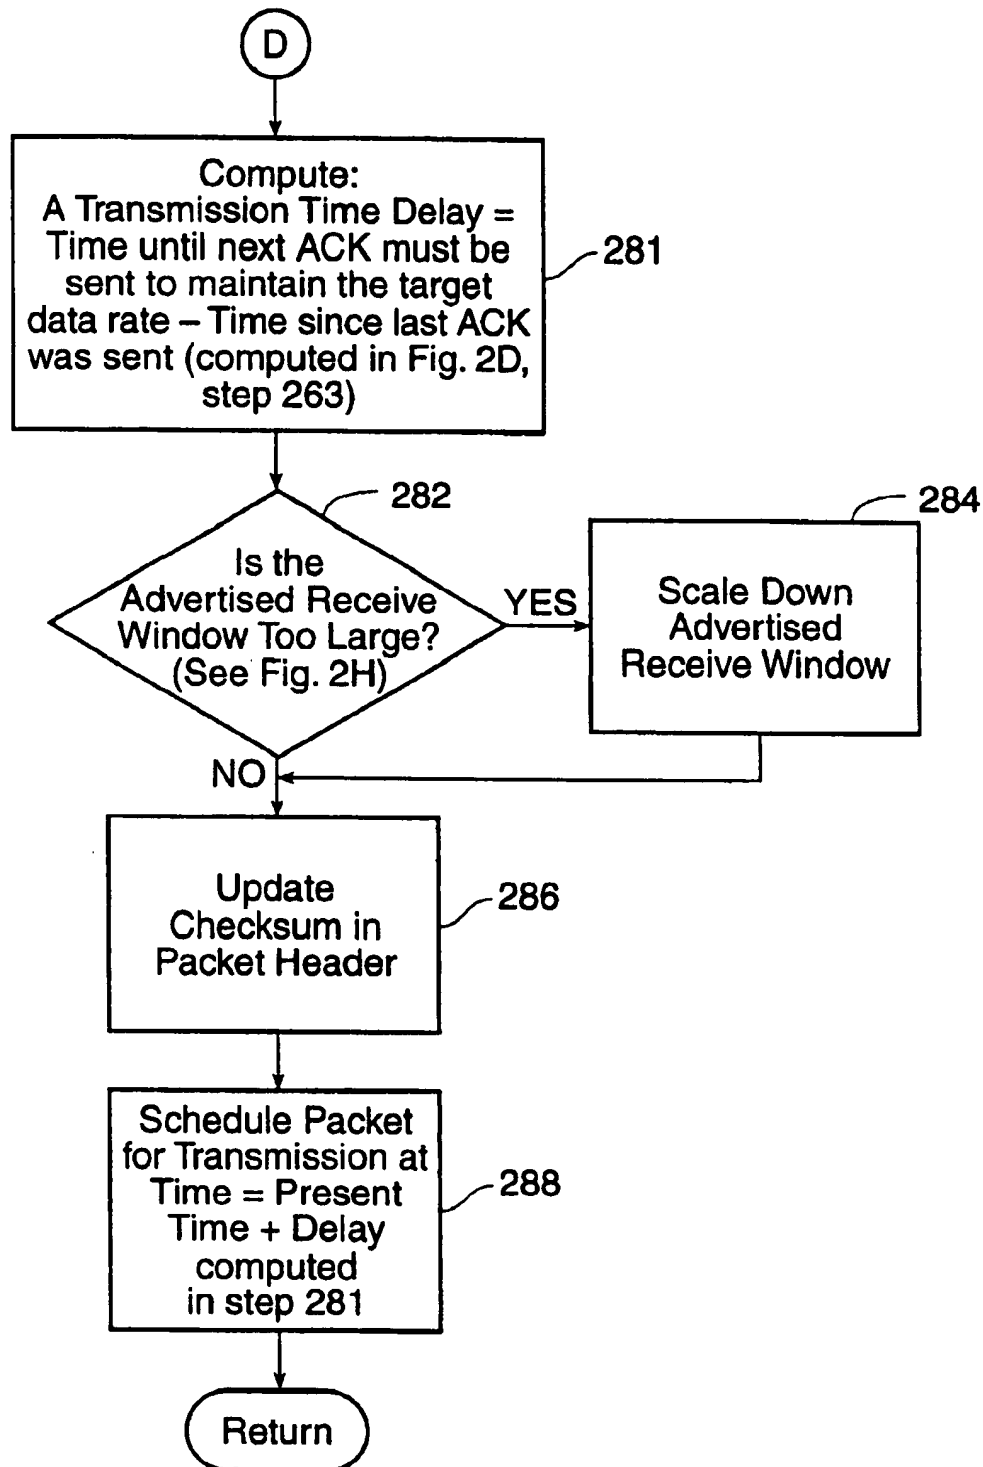 D
Compute:
A Transmission Time Delay =
Time until next ACK must be
sent to maintain the target
data rate – Time since last ACK
was sent (computed in Fig. 2D,
step 263)
281
282
Is the
Advertised Receive
Window Too Large?
(See Fig. 2H)
YES
284
Scale Down
Advertised
Receive Window
NO
Update
Checksum in
Packet Header
286
Schedule Packet
for Transmission at
Time = Present
Time + Delay
computed
in step 281
288
Return